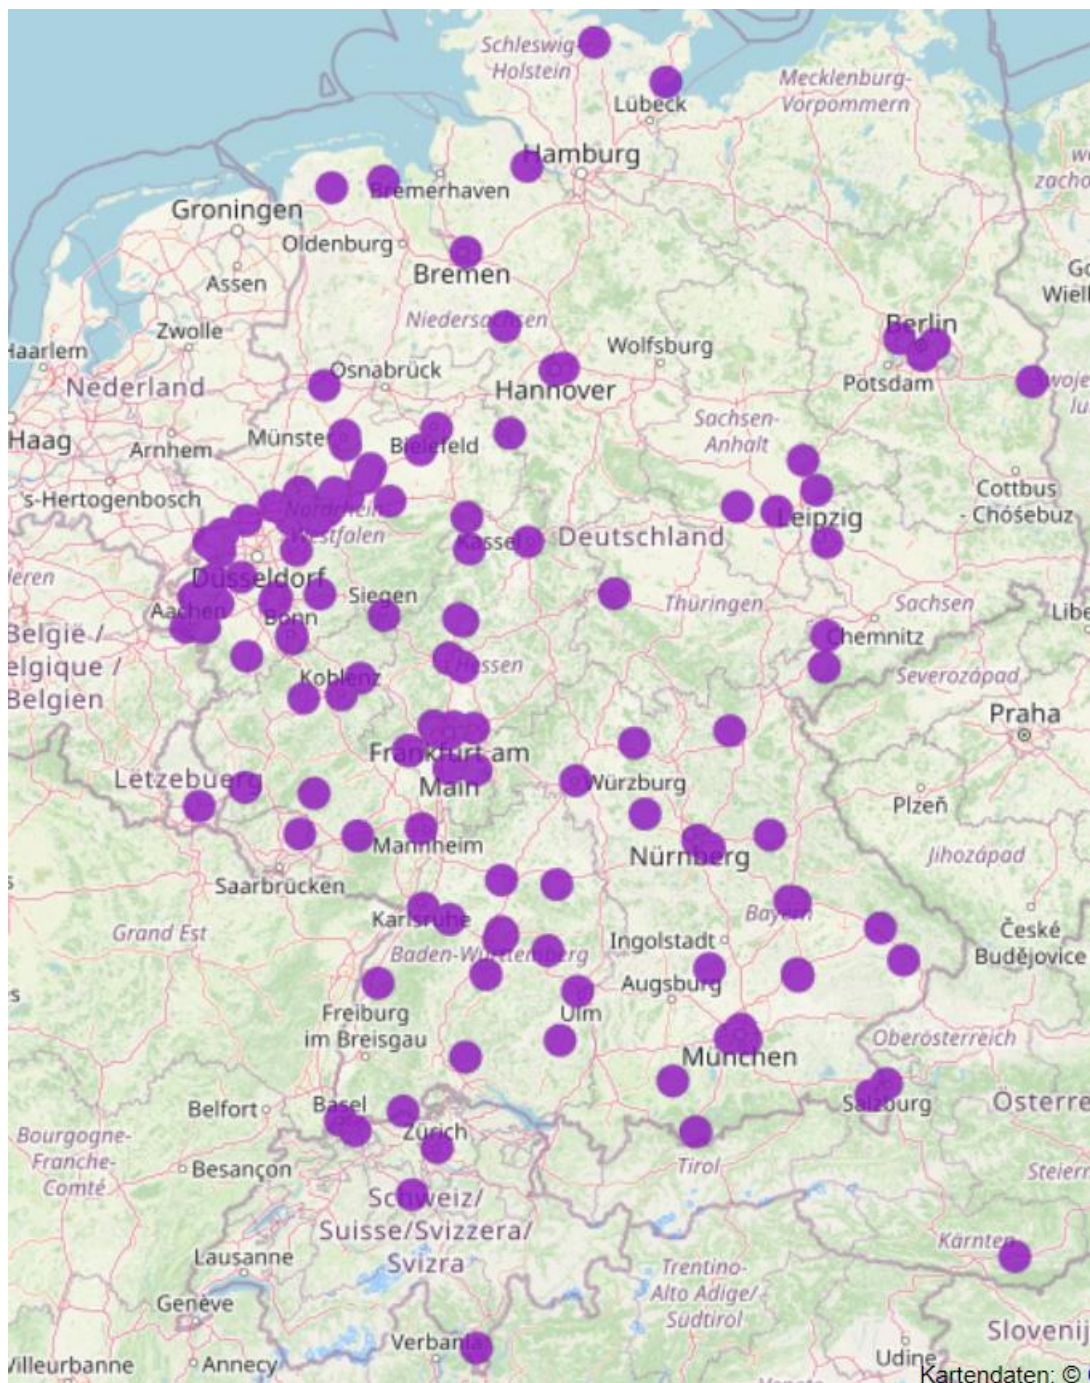 Schleswig-
Holstein
Mecklenburg-
Vorpommern
Lübeck
Hamburg
Bremerhaven
Groningen
Oldenburg
Bremen
Assen
Niedersachsen
Berlin
Zwolle
Wolfsburg
Haarlem
Osnabrück
Potsdam
Nederland
Hannover
Sachsen-
Anhalt
Haag
Münster
Bielefeld
Arnhem
's-Hertogenbosch
Cottbus
- Chóśebuz
Nordrhein
Westfalen
Leipzig
Kassel
Deutschland
Düsseldorf
Siegen
Thüringen
Sachsen
Aachen
Bonn
België /
Chemnitz
elgique /
Hessen
Severozápad
Koblenz
Belgien
Praha
Frankfurt am
Main
Lëtzebuerg
Würzburg
Plzeň
Mannheim
Nürnberg
Jihozápad
Saarbrücken
Karlsruhe
Bayern
Grand Est
České
Budějovice
Ingolstadt
Baden-Württemberg
Augsburg
Freiburg
im Breisgau
Ulm
Oberösterreich
München
Basel
Belfort
Salzburg
Österre
Zürich
Bourgogne-
Franche-
Comté
Besançon
Tirol
Steier
Schweiz/
Suisse/Svizzera/
Svizra
Kärnten
Lausanne
Trentino-
Alto Adige/
Südtirol
Genève
Verbania
Slovenij
Udine
Villeurbanne
Annecy
Kartendaten: ©